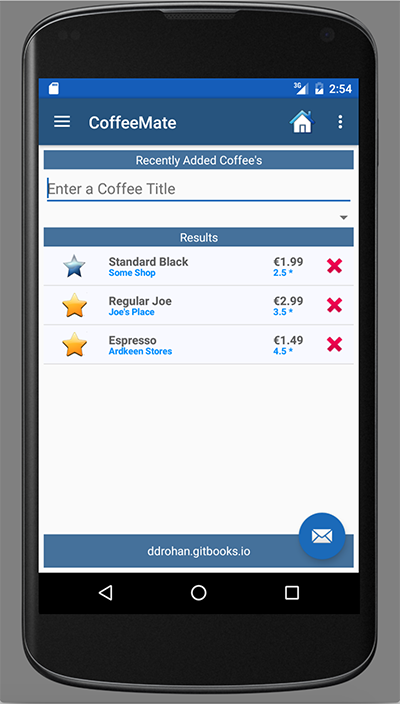 3G
2:54
CoffeeMate
Recently Added Coffee's
Enter a Coffee Title
Results
Standard Black €1.99
Some Shop 2.5 *
Regular Joe €2.99
Joe's Place 3.5 *
Espresso €1.49
Ardkeen Stores 4.5 *
ddrohan.gitbooks.io